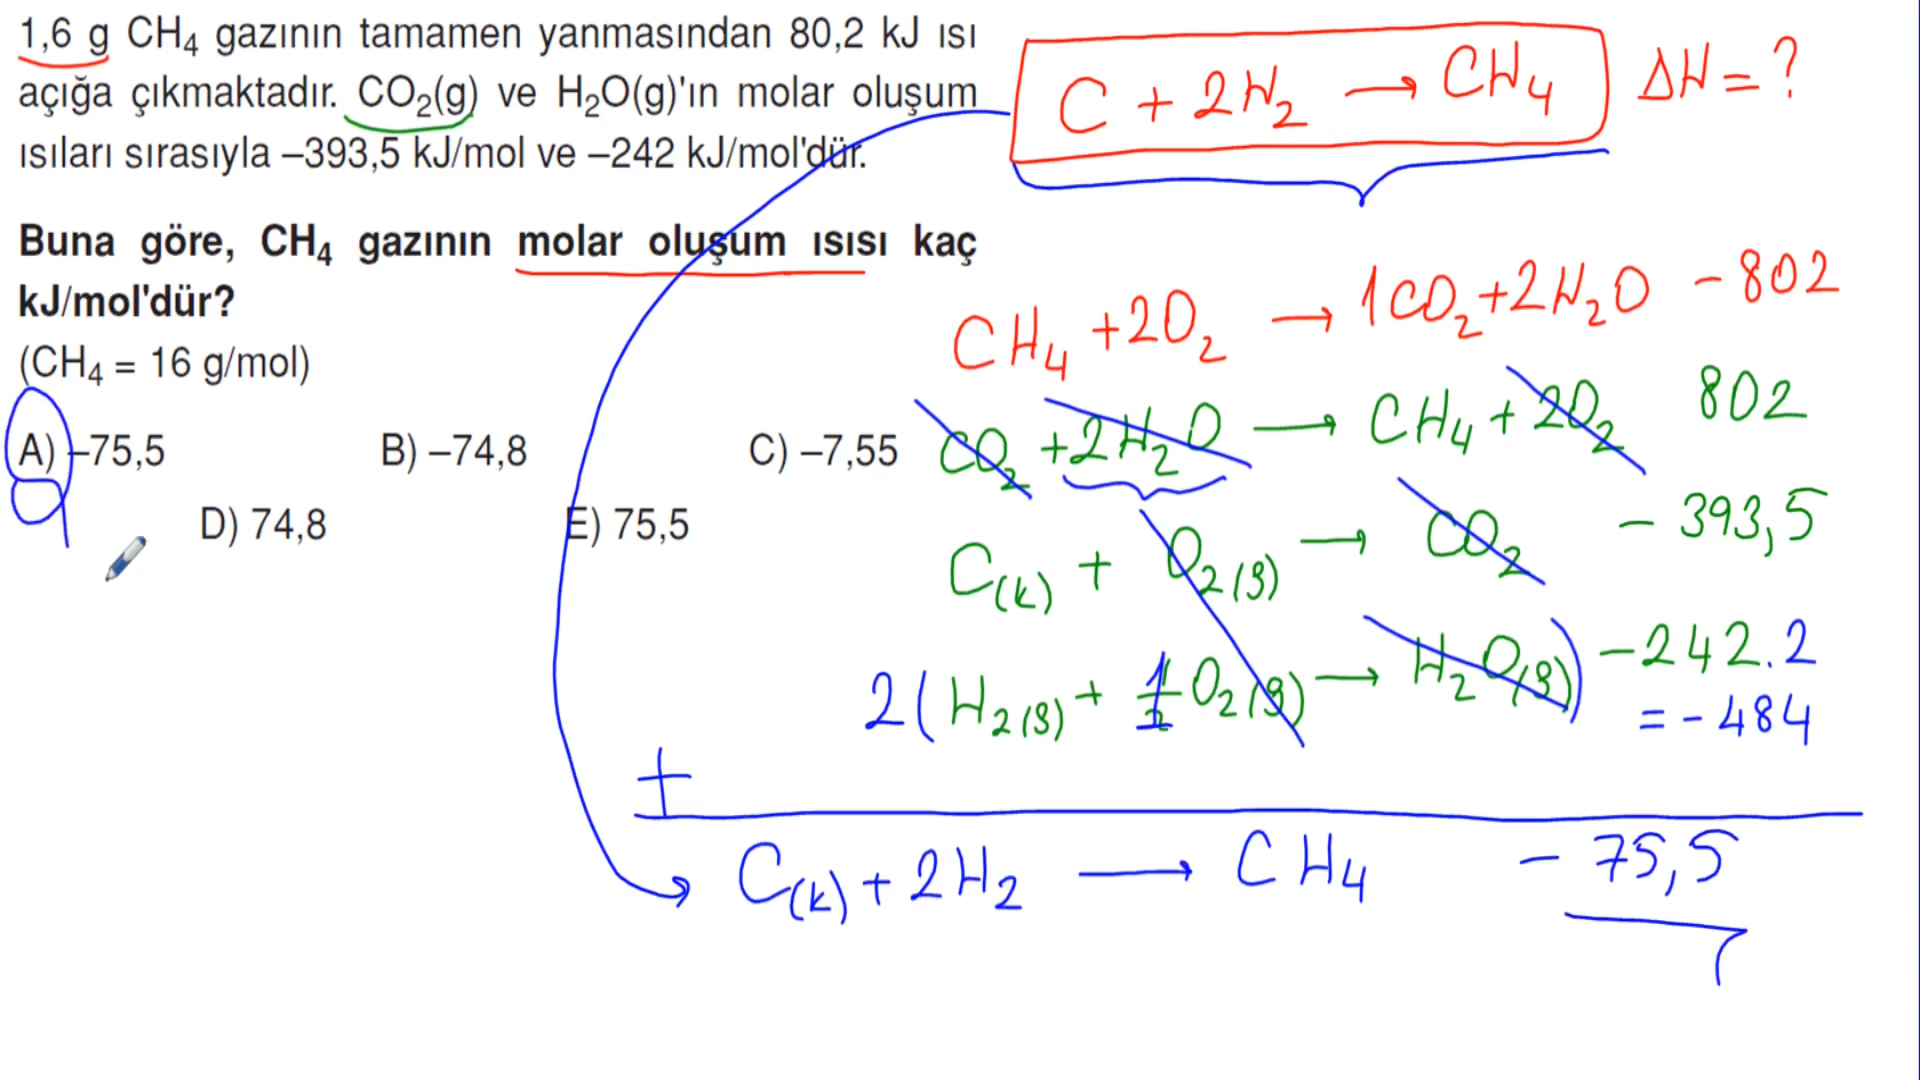 1,6 g CH₄ gazının tamamen yanmasından 80,2 kJ ısı
açığa çıkmaktadır. CO₂(g) ve H₂O(g)'ın molar oluşum
ısıları sırasıyla –393,5 kJ/mol ve –242 kJ/mol'dür.
Buna göre, CH₄ gazının molar oluşum ısısı kaç
kJ/mol'dür?
(CH₄ = 16 g/mol)
A) –75,5 B) –74,8 C) –7,55
D) 74,8 E) 75,5
C + 2H₂ → CH₄ ΔH = ?
CH₄ + 2O₂ → 1CO₂ + 2H₂O - 802
CO₂ + 2H₂O → CH₄ + 2O₂ 802
C(k) + O₂(g) → CO₂ - 393,5
2(H₂(g) + 1/2 O₂(g) → H₂O(g)) -242.2
= - 484
+
C(k) + 2H₂ → CH₄ - 75,5